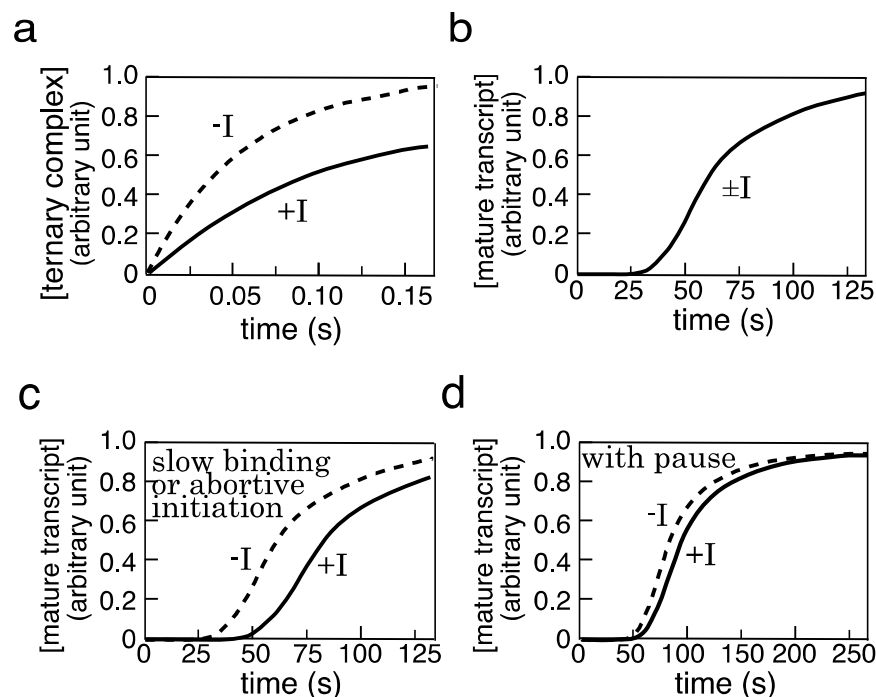 a
[ternary complex]
(arbitrary unit)
1.0
0.8
0.6
0.4
0.2
0
-I
+I
0
0.05
0.10
0.15
time (s)
b
[mature transcript]
(arbitrary unit)
1.0
0.8
0.6
0.4
0.2
0
±I
0
25
50
75
100
125
time (s)
c
[mature transcript]
(arbitrary unit)
1.0
0.8
0.6
0.4
0.2
0
slow binding
or abortive
initiation
-I
+I
0
25
50
75
100
125
time (s)
d
[mature transcript]
(arbitrary unit)
1.0
0.8
0.6
0.4
0.2
0
with pause
-I
+I
0
50
100
150
200
250
time (s)